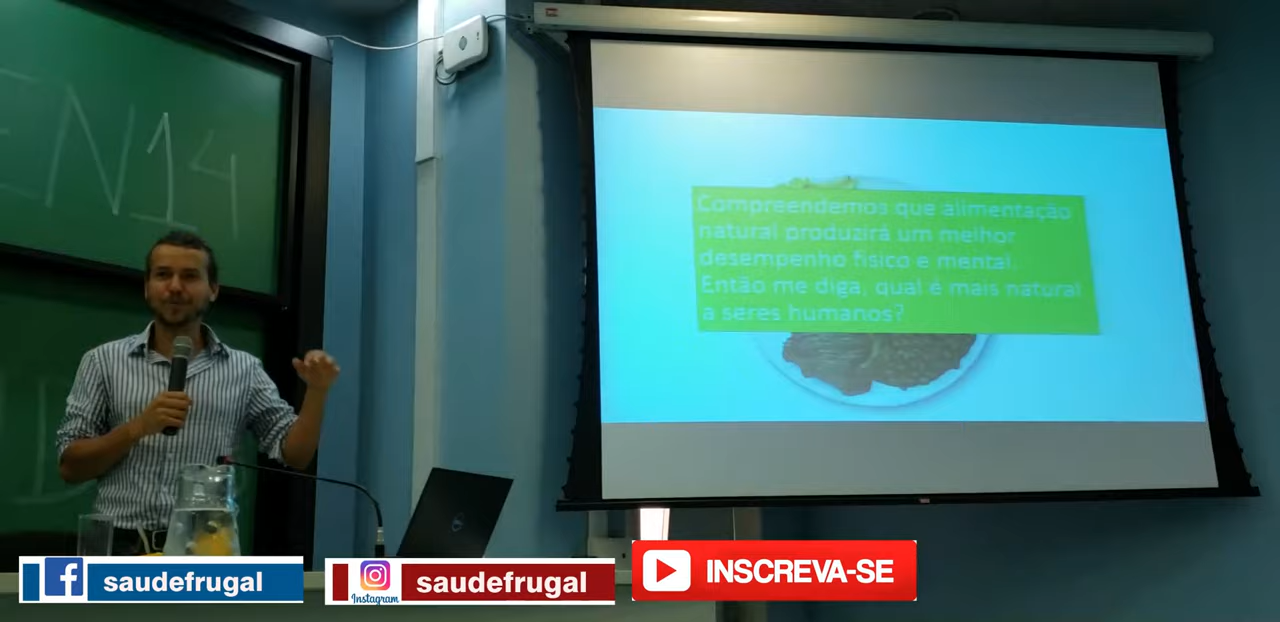 N14
Compreendemos que alimentação
natural produzirá um melhor
desempenho físico e mental.
Então me diga, qual é mais natural
a seres humanos?
f saudefrugal
Instagram saudefrugal
INSCREVA-SE